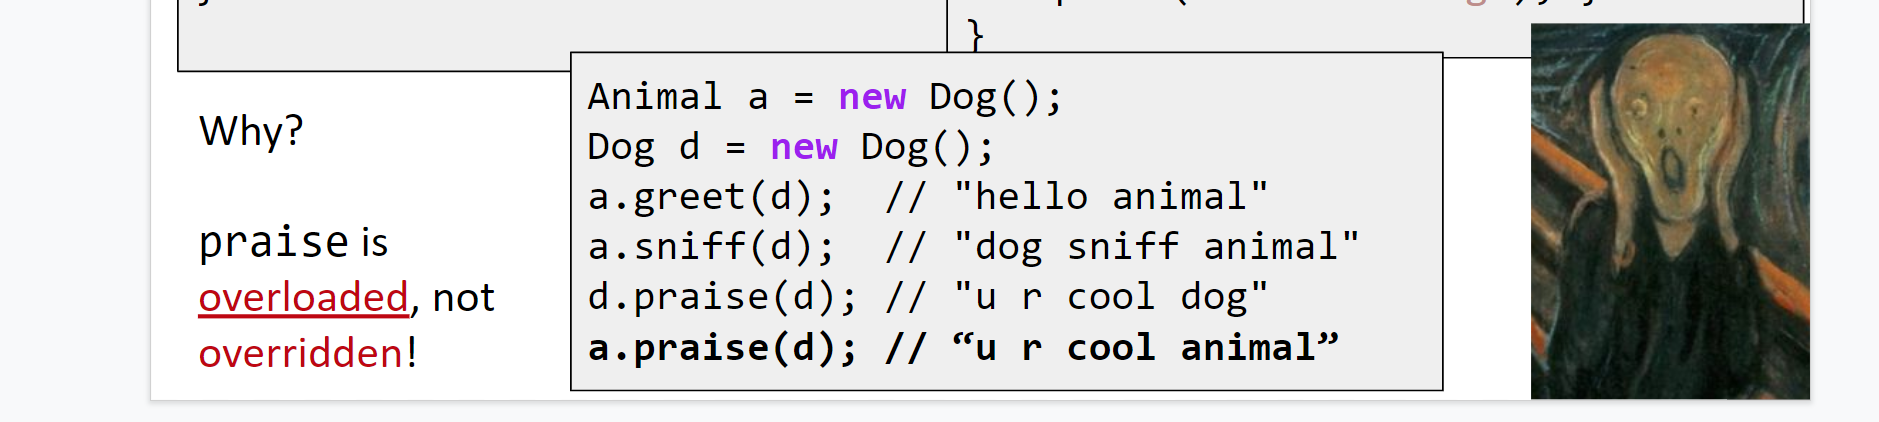 }
Why?
praise is
overloaded, not
overridden!
Animal a = new Dog();
Dog d = new Dog();
a.greet(d);  // "hello animal"
a.sniff(d);  // "dog sniff animal"
d.praise(d); // "u r cool dog"
a.praise(d); // “u r cool animal”